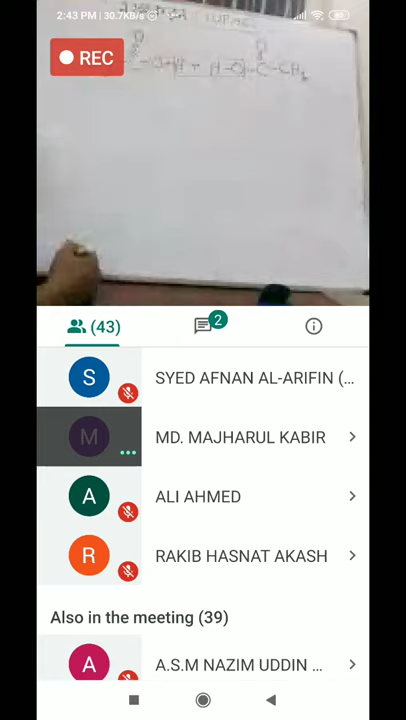 2:43 PM | 30.7KB/s
REC
O
O
H + H-O-C-CH3
(43)
2
S
SYED AFNAN AL-ARIFIN (...
M
MD. MAJHARUL KABIR
A
ALI AHMED
R
RAKIB HASNAT AKASH
Also in the meeting (39)
A
A.S.M NAZIM UDDIN ...